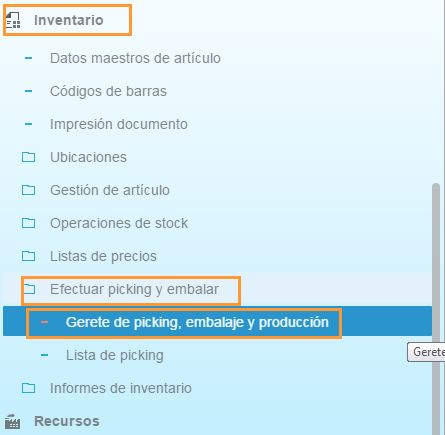 Inventario
Datos maestros de artículo
Códigos de barras
Impresión documento
Ubicaciones
Gestión de artículo
Operaciones de stock
Listas de precios
Efectuar picking y embalar
Gerete de picking, embalaje y producción
Lista de picking
Gerete
Informes de inventario
Recursos